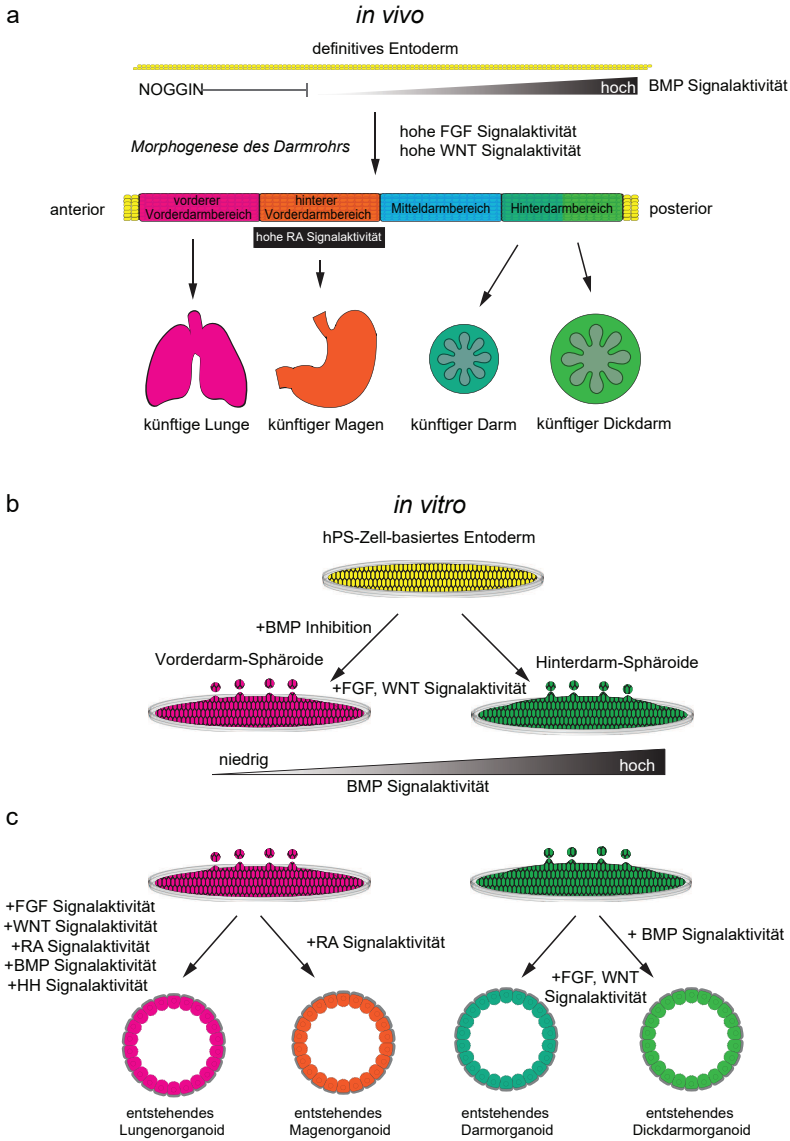 a
in vivo
definitives Entoderm
NOGGIN
hoch
BMP Signalaktivität
Morphogenese des Darmrohrs
hohe FGF Signalaktivität
hohe WNT Signalaktivität
anterior
vorderer
Vorderdarmbereich
hinterer
Vorderdarmbereich
Mitteldarmbereich
Hinterdarmbereich
posterior
hohe RA Signalaktivität
künftige Lunge
künftiger Magen
künftiger Darm
künftiger Dickdarm
b
in vitro
hPS-Zell-basiertes Entoderm
+BMP Inhibition
Vorderdarm-Sphäroide
Hinterdarm-Sphäroide
+FGF, WNT Signalaktivität
niedrig
hoch
BMP Signalaktivität
c
+FGF Signalaktivität
+WNT Signalaktivität
+RA Signalaktivität
+BMP Signalaktivität
+HH Signalaktivität
+RA Signalaktivität
+ BMP Signalaktivität
+FGF, WNT
Signalaktivität
entstehendes
Lungenorganoid
entstehendes
Magenorganoid
entstehendes
Darmorganoid
entstehendes
Dickdarmorganoid